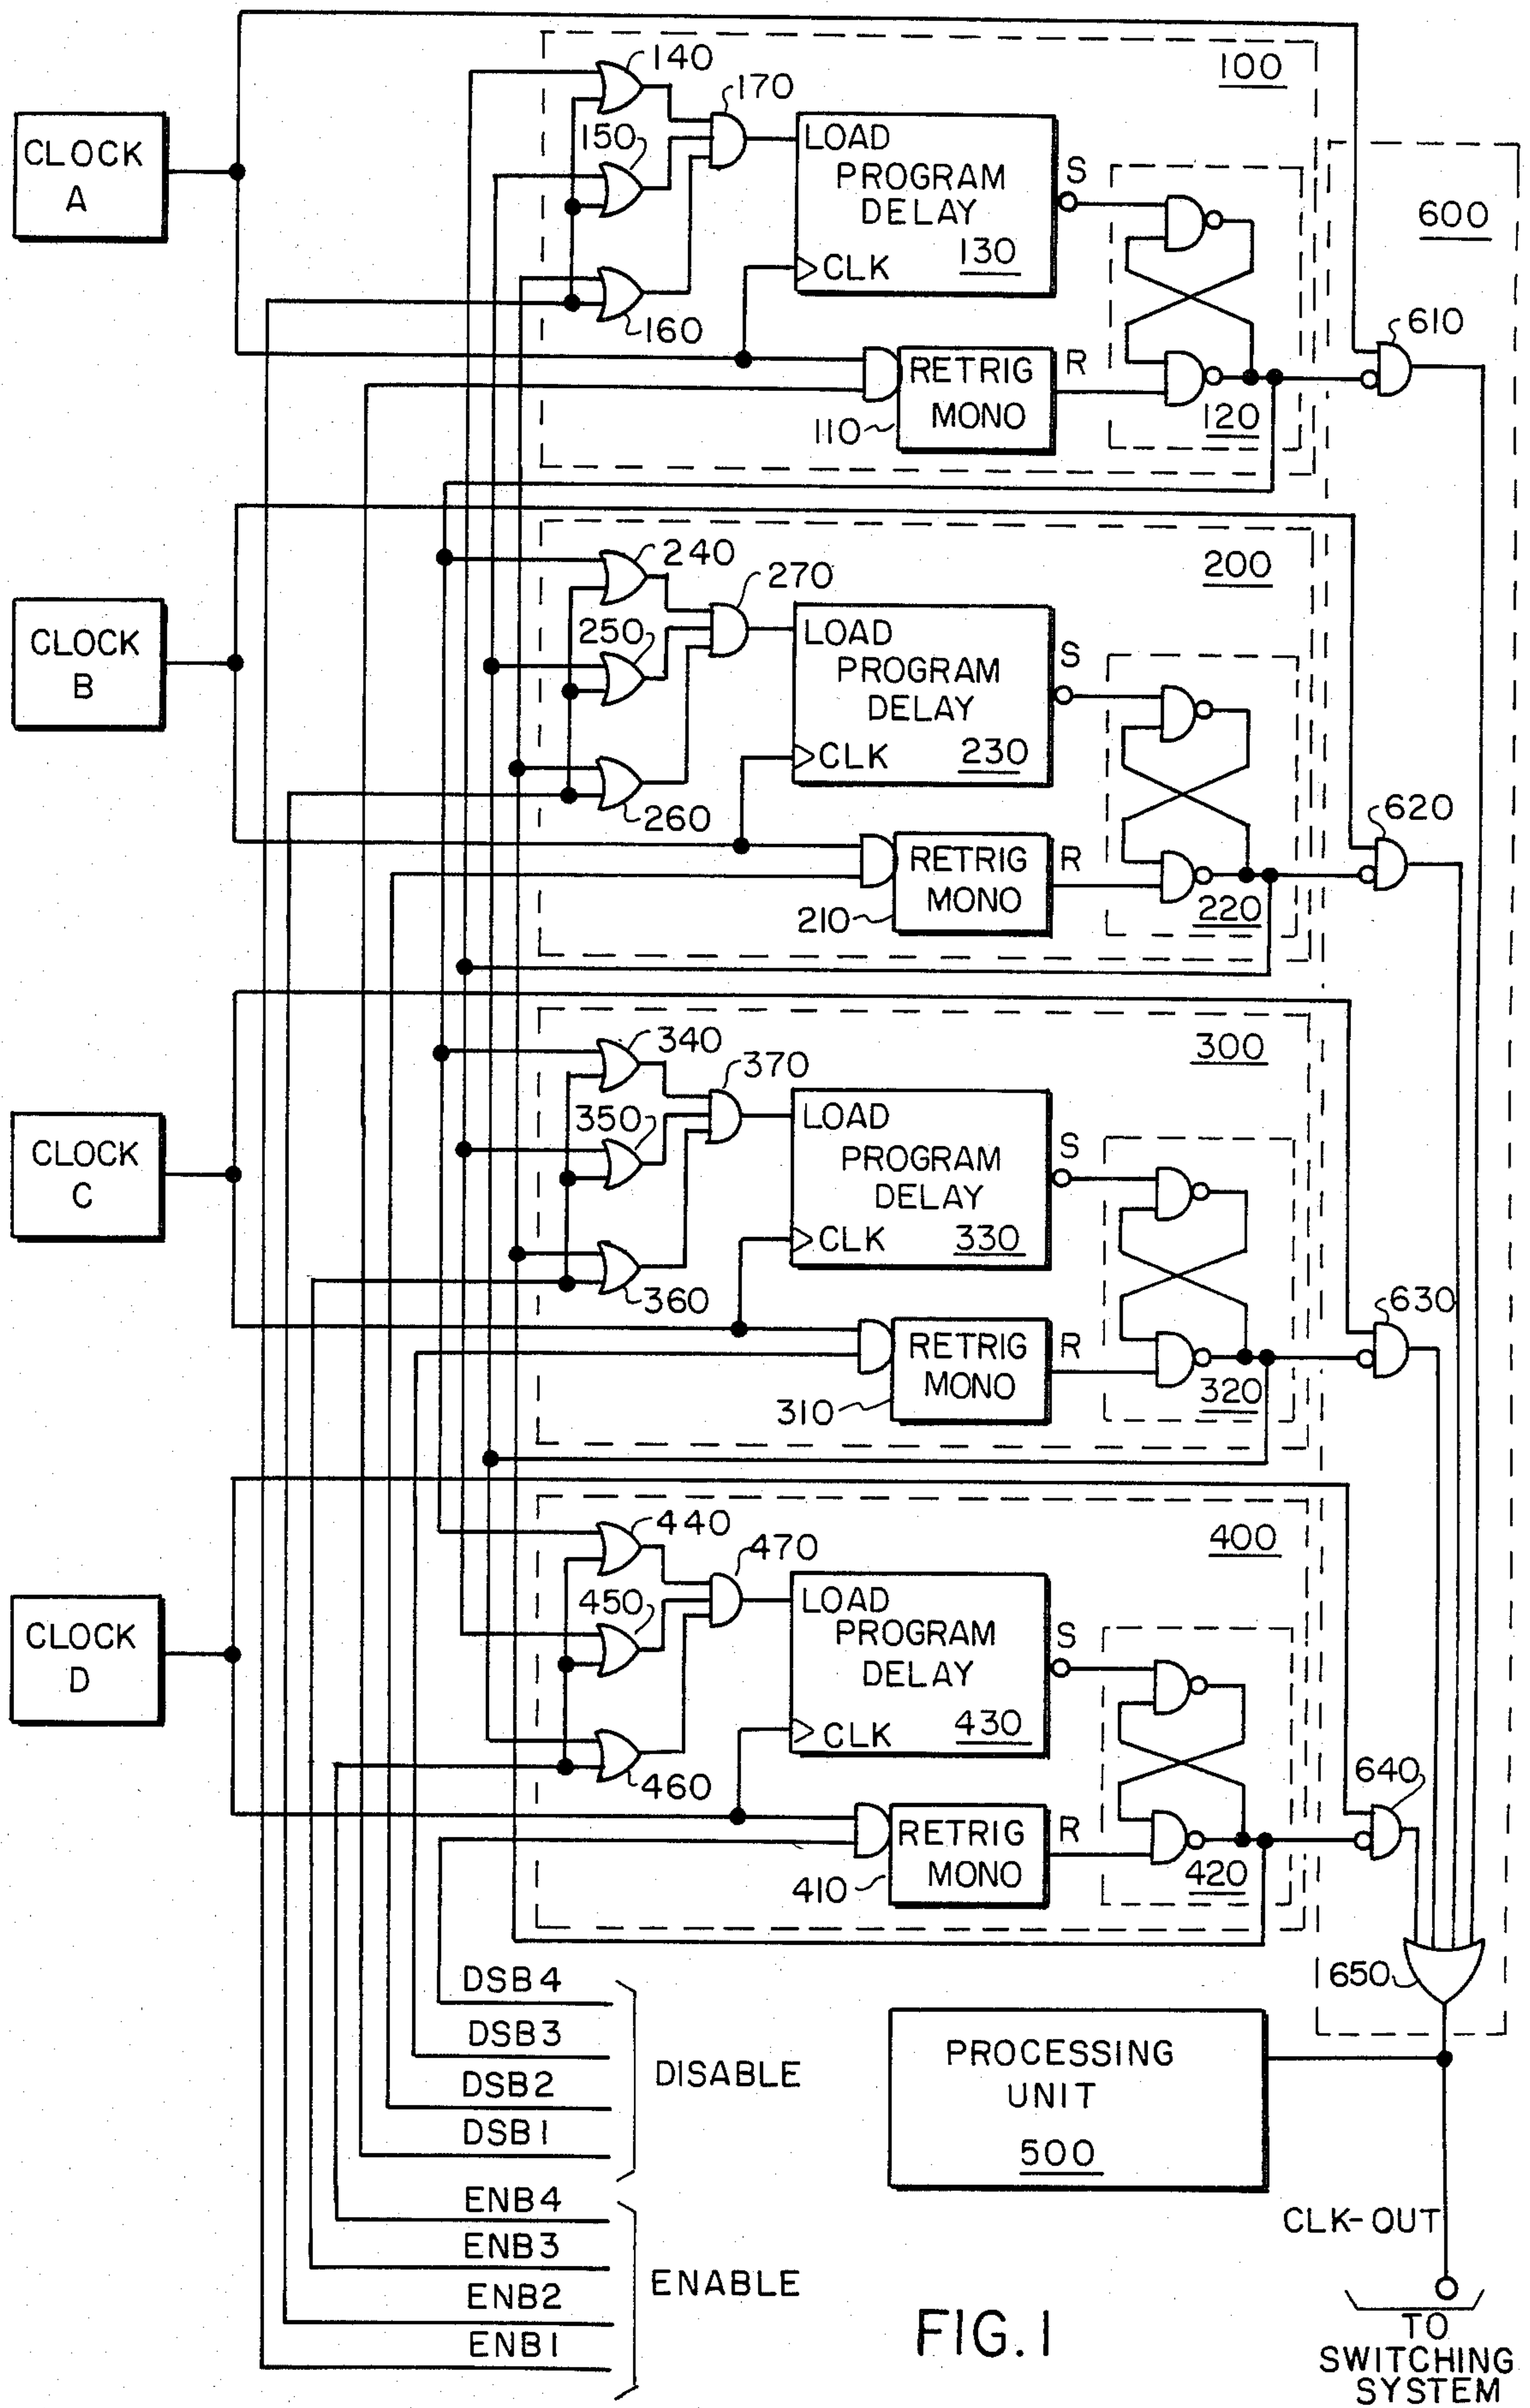 CLOCK
A
140
170
150
160
100
LOAD
PROGRAM
DELAY
130
CLK
S
RETRIG
MONO
110
R
120
600
610
CLOCK
B
240
270
250
260
200
LOAD
PROGRAM
DELAY
230
CLK
S
RETRIG
MONO
210
R
220
620
CLOCK
C
340
370
350
360
300
LOAD
PROGRAM
DELAY
330
CLK
S
RETRIG
MONO
310
R
320
630
CLOCK
D
440
470
450
460
400
LOAD
PROGRAM
DELAY
430
CLK
S
RETRIG
MONO
410
R
420
640
650
DSB4
DSB3
DSB2
DSB1
DISABLE
ENB4
ENB3
ENB2
ENB1
ENABLE
PROCESSING
UNIT
500
CLK-OUT
TO
SWITCHING
SYSTEM
FIG. 1